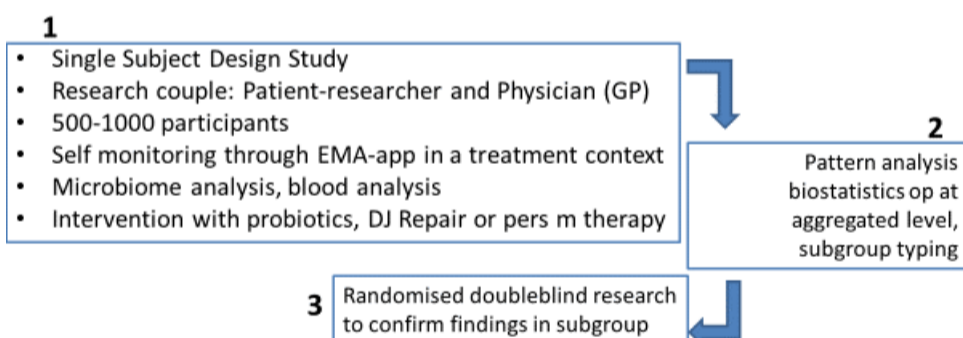 1
• Single Subject Design Study
• Research couple: Patient-researcher and Physician (GP)
• 500-1000 participants
• Self monitoring through EMA-app in a treatment context
• Microbiome analysis, blood analysis
• Intervention with probiotics, DJ Repair or pers m therapy
2
Pattern analysis
biostatistics op at
aggregated level,
subgroup typing
3
Randomised doubleblind research
to confirm findings in subgroup